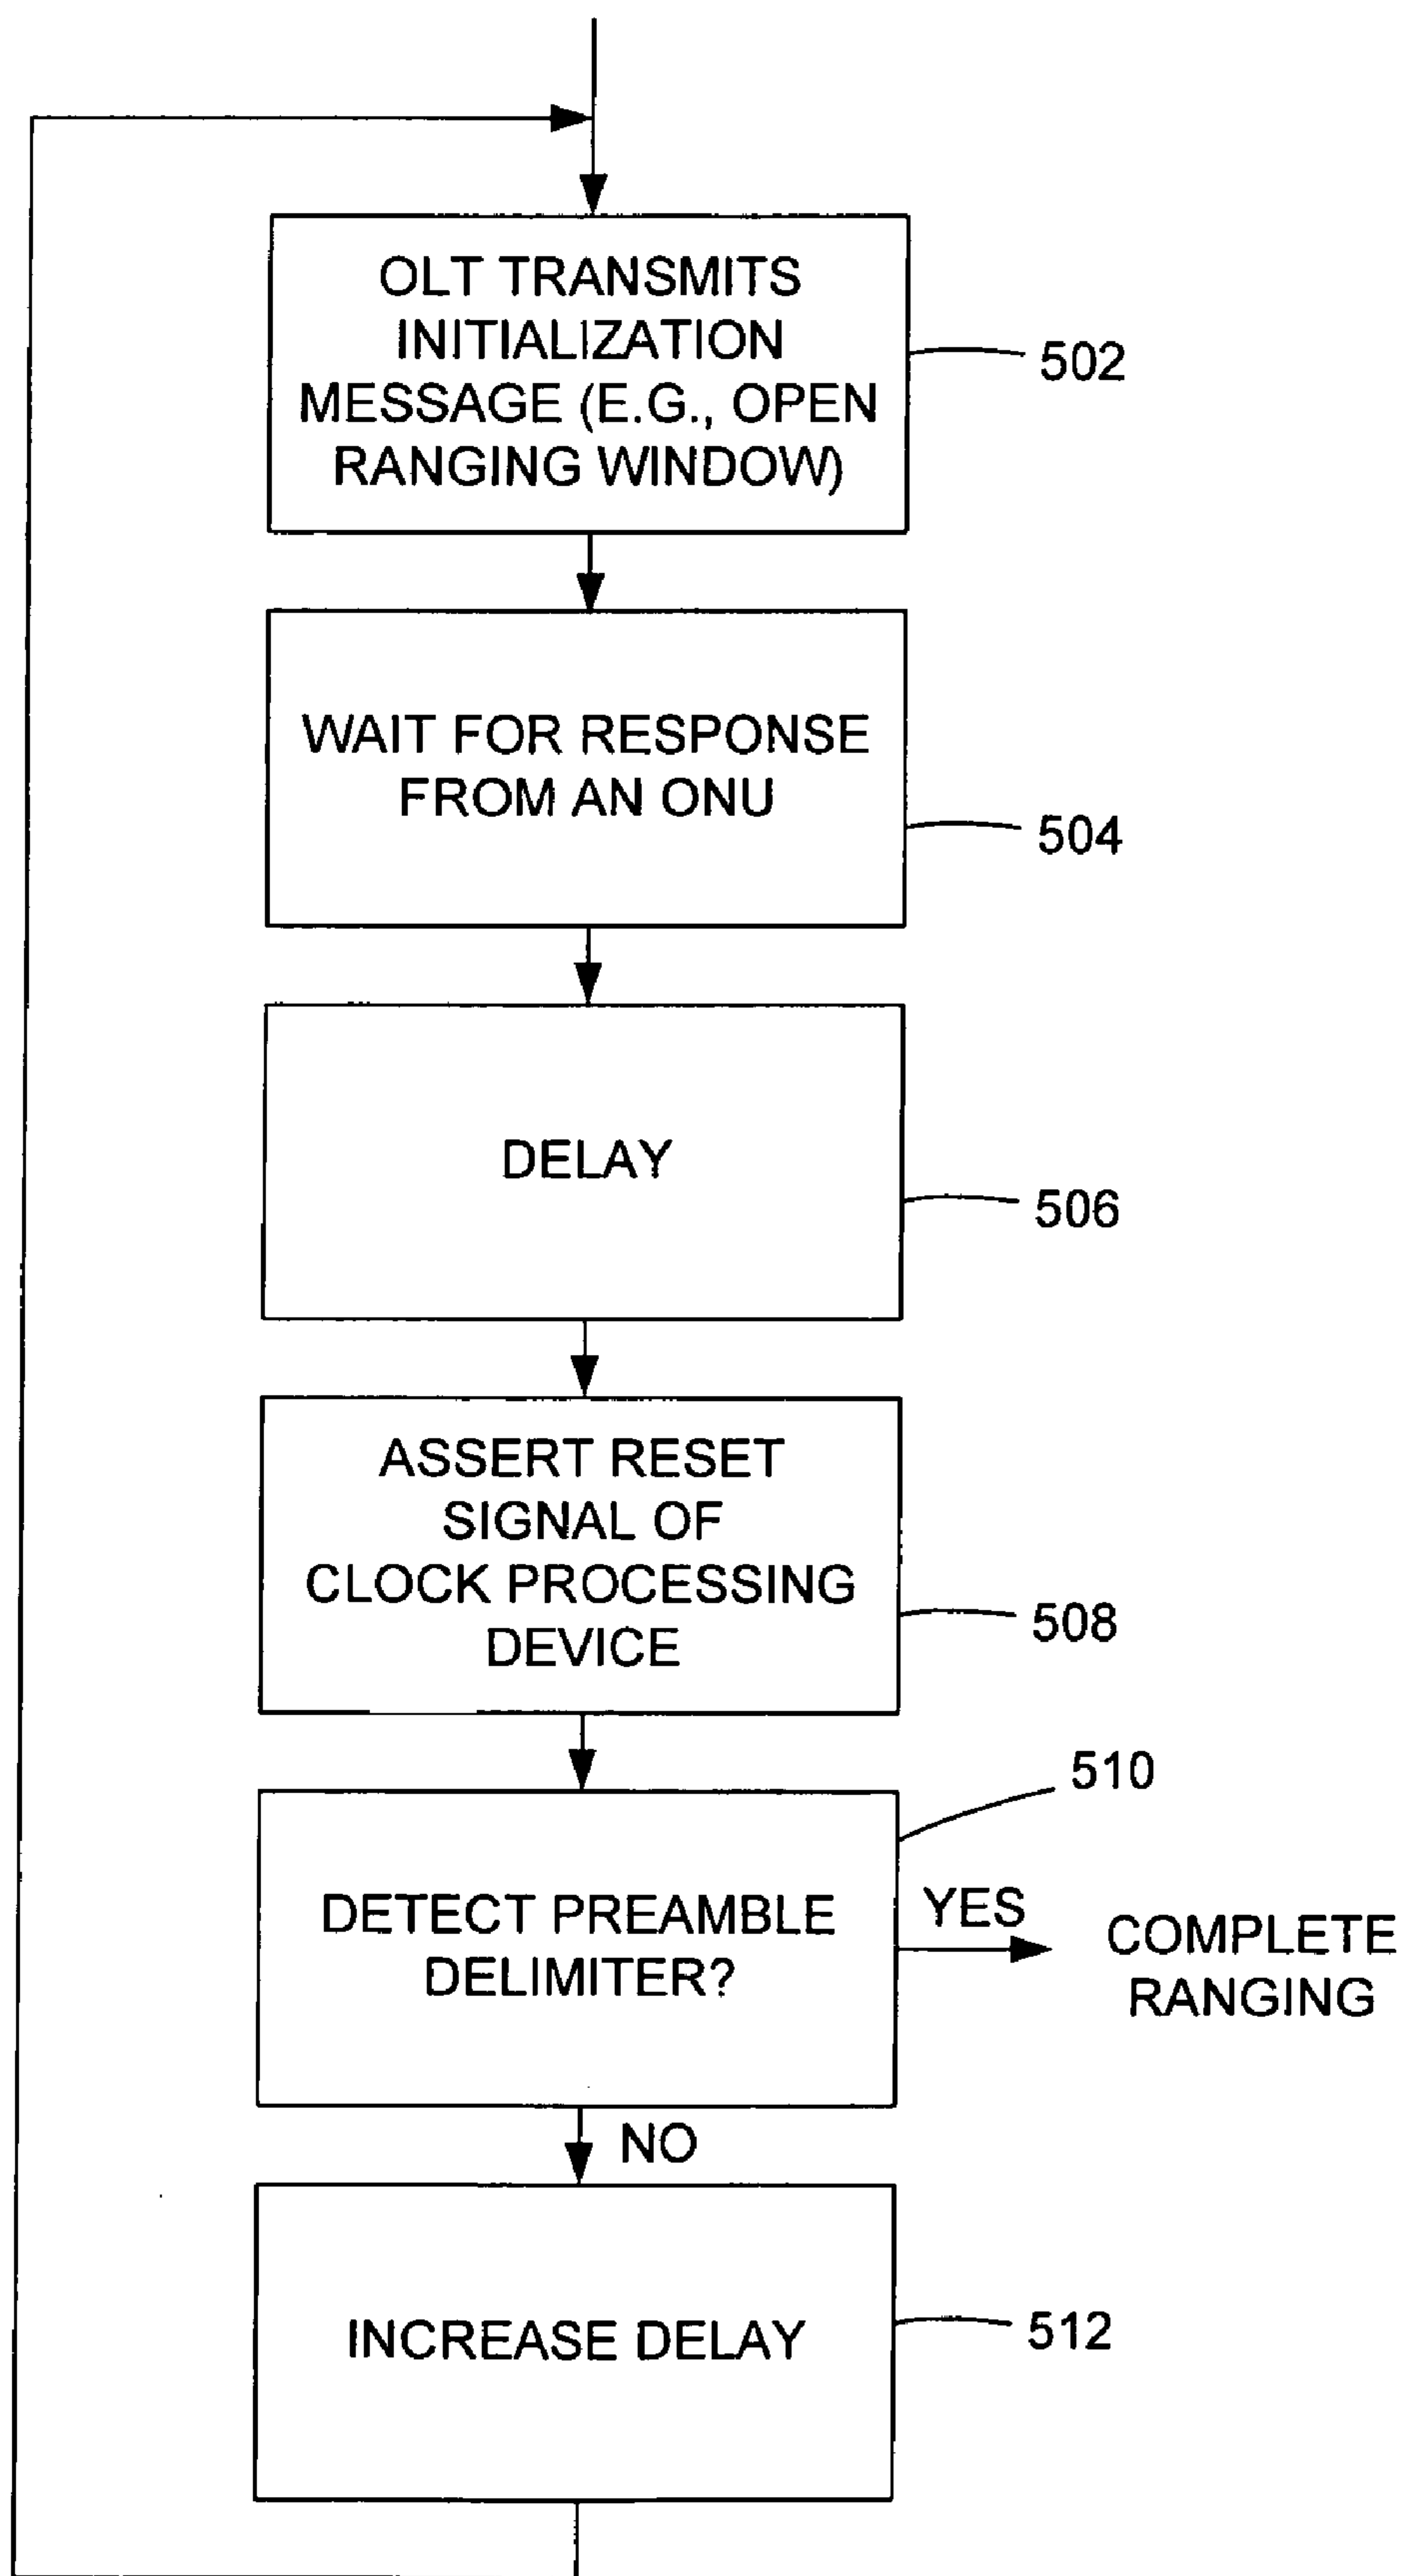 OLT TRANSMITS
INITIALIZATION
MESSAGE (E.G., OPEN
RANGING WINDOW)
502
WAIT FOR RESPONSE
FROM AN ONU
504
DELAY
506
ASSERT RESET
SIGNAL OF
CLOCK PROCESSING
DEVICE
508
510
DETECT PREAMBLE
DELIMITER?
YES
COMPLETE
RANGING
NO
INCREASE DELAY
512